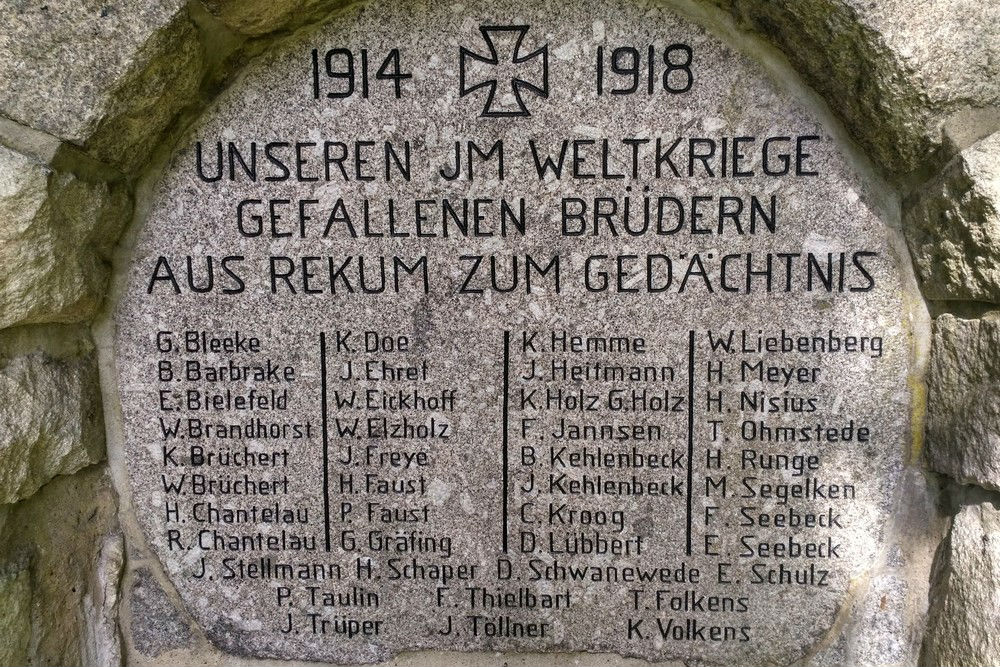 1914 1918
UNSEREN JM WELTKRIEGE
GEFALLENEN BRÜDERN
AUS REKUM ZUM GEDÄCHTNIS
G. Bleeke
B. Barbrake
E. Bielefeld
W. Brandhorst
K. Brüchert
W. Brüchert
H. Chantelau
R. Chantelau
K. Doe
J. Ehret
W. Eickhoff
W. Elzholz
J. Freye
H. Faust
P. Faust
G. Gräfing
K. Hemme
J. Heitmann
K. Holz G. Holz
F. Jannsen
B. Kehlenbeck
J. Kehlenbeck
C. Kroog
D. Lübbert
W. Liebenberg
H. Meyer
H. Nisius
T. Ohmstede
H. Runge
M. Segelken
F. Seebeck
E. Seebeck
J. Stellmann H. Schaper D. Schwanewede E. Schulz
P. Taulin F. Thielbart T. Folkens
J. Trüper J. Töllner K. Volkens